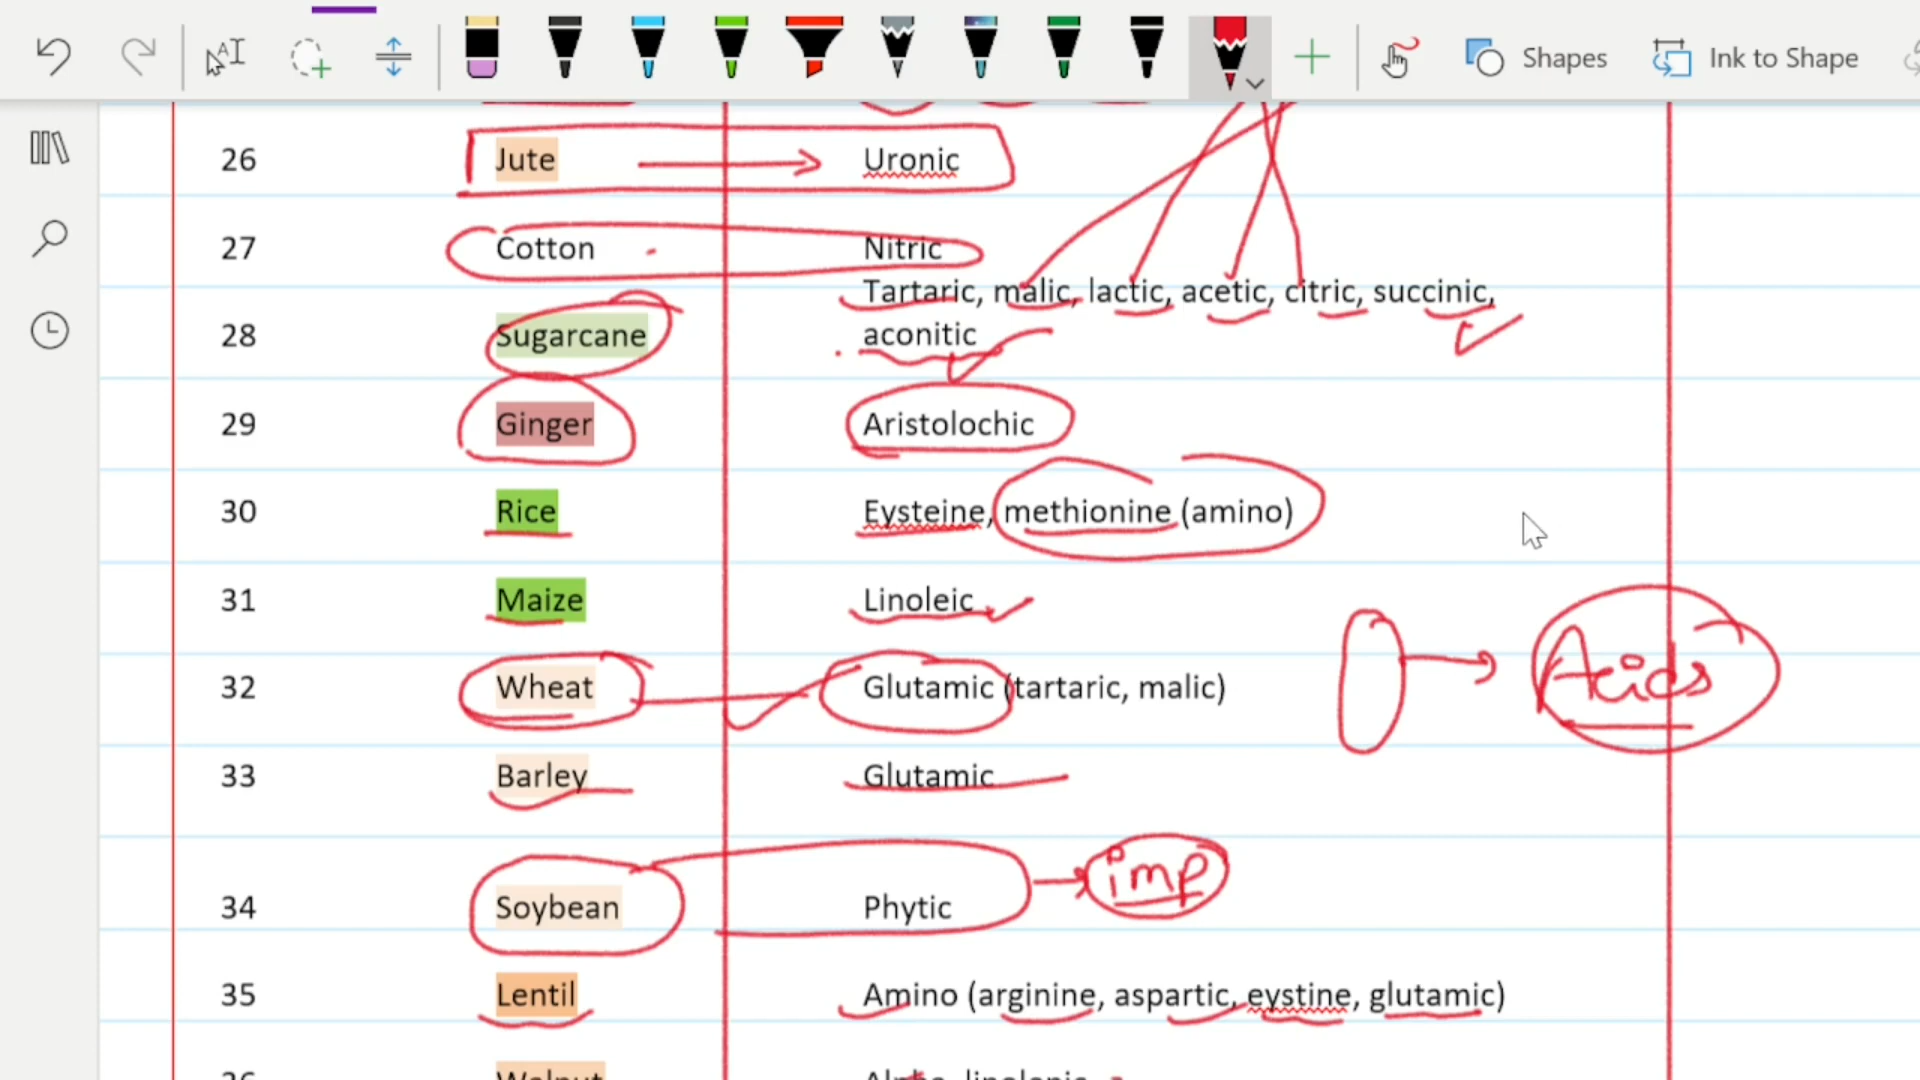 Shapes Ink to Shape
26 Jute Uronic
27 Cotton Nitric
Tartaric, malic, lactic, acetic, citric, succinic,
28 Sugarcane aconitic
29 Ginger Aristolochic
30 Rice Eysteine, methionine (amino)
31 Maize Linoleic
32 Wheat Glutamic (tartaric, malic)
Acids
33 Barley Glutamic
imp
34 Soybean Phytic
35 Lentil Amino (arginine, aspartic, eystine, glutamic)